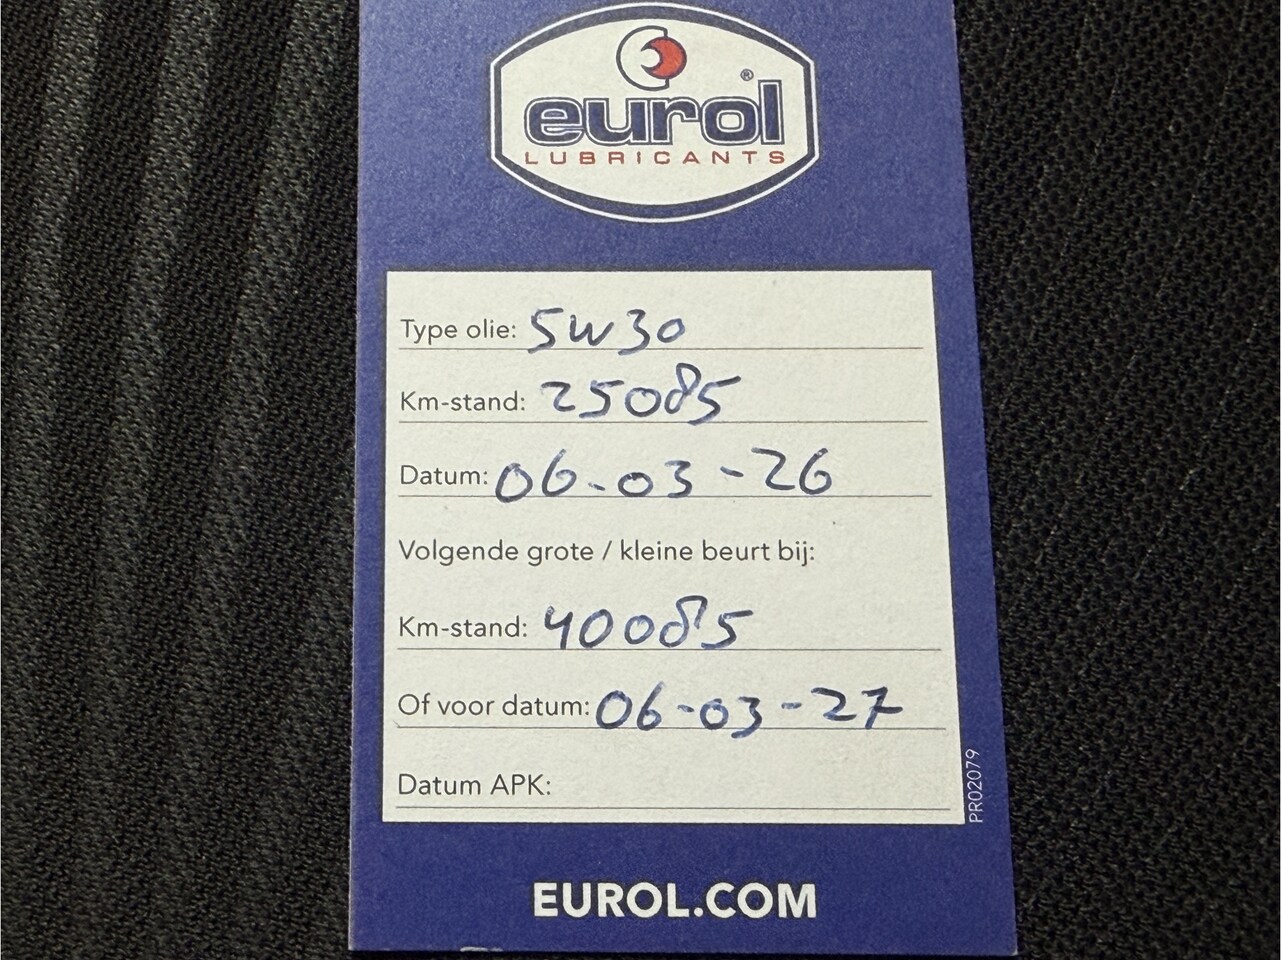 eurol®
LUBRICANTS
Type olie: 5W30
Km-stand: 25085
Datum: 06-03-26
Volgende grote / kleine beurt bij:
Km-stand: 40085
Of voor datum: 06-03-27
Datum APK:
PR02079
EUROL.COM